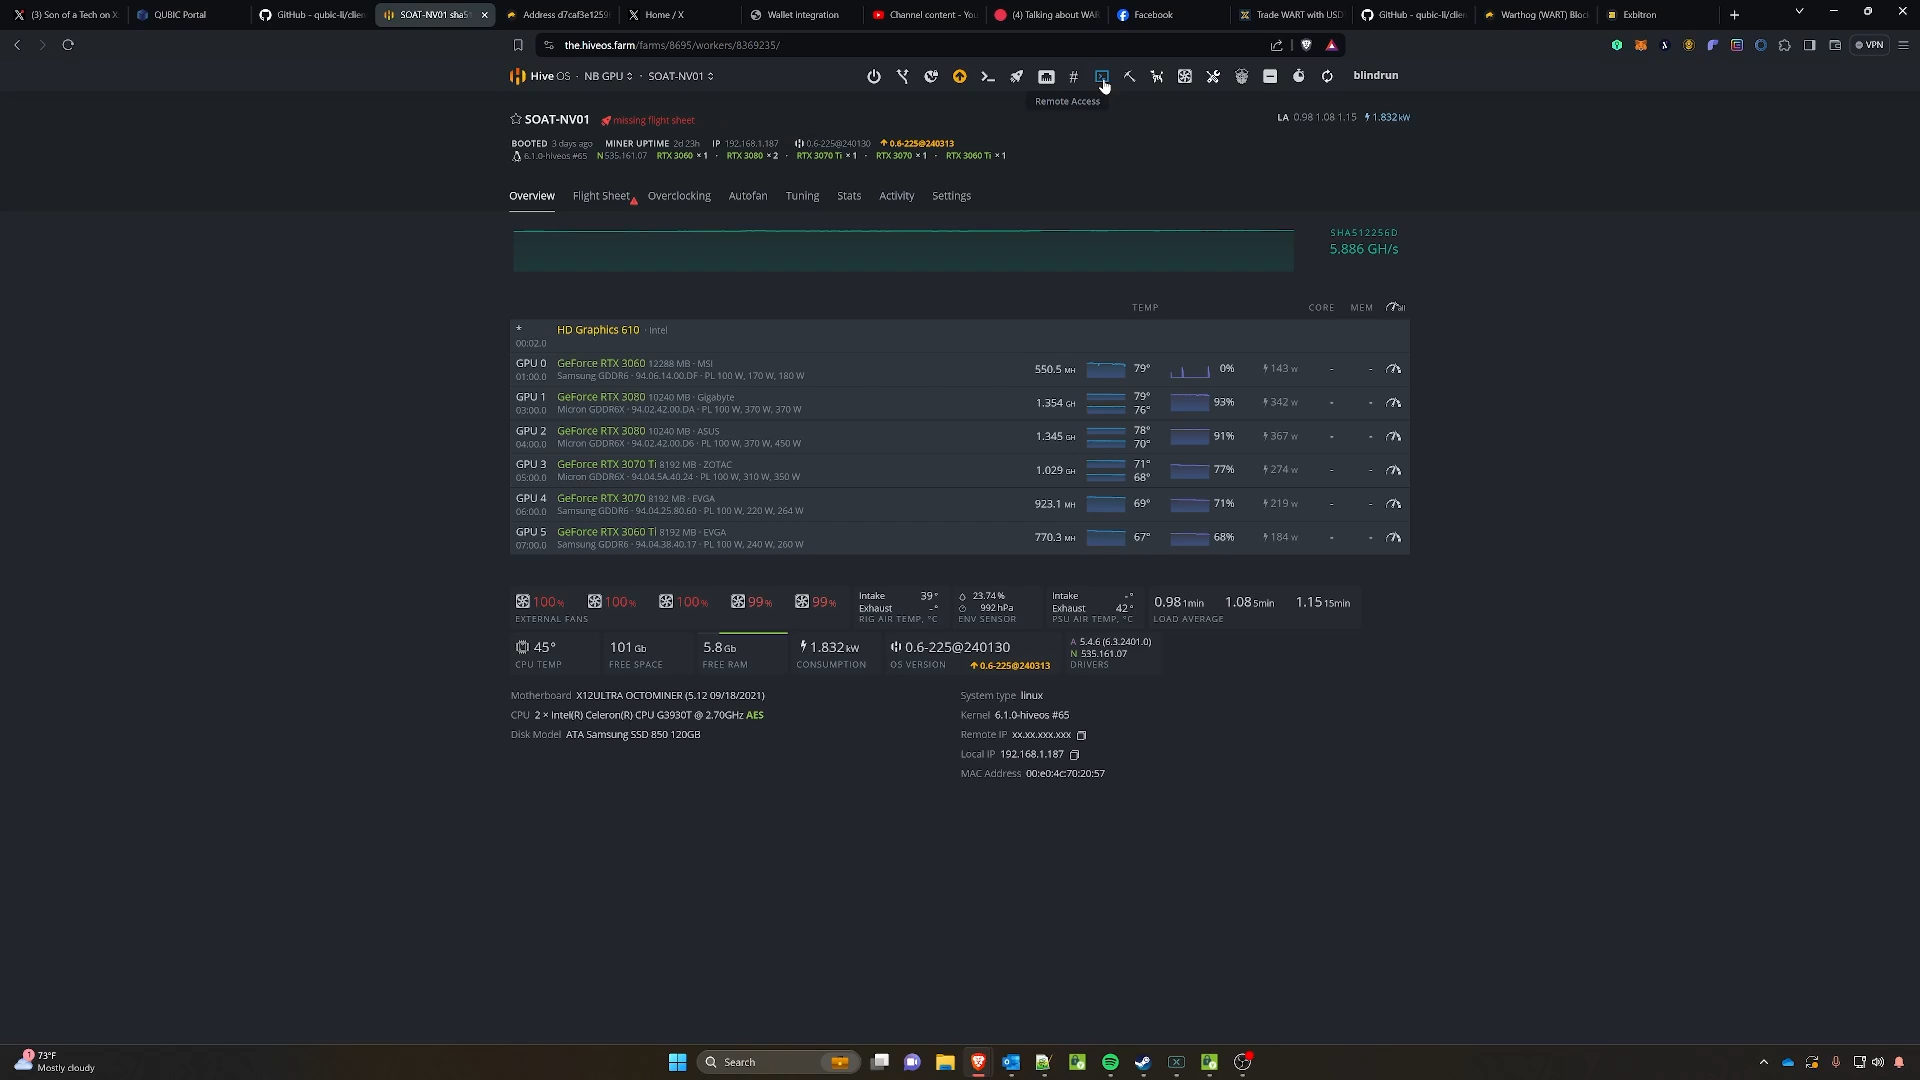 (3) Son of a Tech on X
QUBIC Portal
GitHub - qubic-li/clien
SOAT-NV01 sha5
Address d7caf3e1259
Home / X
Wallet integration
Channel content - You
(4) Talking about WAR
Facebook
Trade WART with USD
GitHub - qubic-li/clien
Warthog (WART) Bloc
Exbitron
the.hiveos.farm/farms/8695/workers/8369235/
VPN
Hive OS · NB GPU · SOAT-NV01
blindrun
Remote Access
SOAT-NV01 missing flight sheet
LA 0.98 1.08 1.15 1.832 kW
BOOTED 3 days ago MINER UPTIME 2d 23h IP 192.168.1.187 0.6-225@240130 0.6-225@240313
6.1.0-hiveos #65 N 535.161.07 RTX 3060 ×1 · RTX 3080 ×2 · RTX 3070 Ti ×1 · RTX 3070 ×1 · RTX 3060 Ti ×1
Overview Flight Sheet Overclocking Autofan Tuning Stats Activity Settings
SHA512256D
5.886 GH/s
TEMP CORE MEM all
* HD Graphics 610 · Intel
00:02.0
GPU 0 GeForce RTX 3060 12288 MB · MSI
01:00.0 Samsung GDDR6 · 94.06.14.00.DF · PL 100 W, 170 W, 180 W
550.5 MH 79° 0% 143 W - -
GPU 1 GeForce RTX 3080 10240 MB · Gigabyte
03:00.0 Micron GDDR6X · 94.02.42.00.DA · PL 100 W, 370 W, 370 W
1.354 GH 79° 76° 93% 342 W - -
GPU 2 GeForce RTX 3080 10240 MB · ASUS
04:00.0 Micron GDDR6X · 94.02.42.00.D6 · PL 100 W, 370 W, 450 W
1.345 GH 78° 70° 91% 367 W - -
GPU 3 GeForce RTX 3070 Ti 8192 MB · ZOTAC
05:00.0 Micron GDDR6X · 94.04.5A.40.24 · PL 100 W, 310 W, 350 W
1.029 GH 71° 68° 77% 274 W - -
GPU 4 GeForce RTX 3070 8192 MB · EVGA
06:00.0 Samsung GDDR6 · 94.04.25.80.60 · PL 100 W, 220 W, 264 W
923.1 MH 69° 71% 219 W - -
GPU 5 GeForce RTX 3060 Ti 8192 MB · EVGA
07:00.0 Samsung GDDR6 · 94.04.38.40.17 · PL 100 W, 240 W, 260 W
770.3 MH 67° 68% 184 W - -
100% 100% 100% 99% 99%
EXTERNAL FANS
Intake 39°
Exhaust -°
RIG AIR TEMP, °C
23.74 %
992 hPa
ENV SENSOR
Intake -°
Exhaust 42°
PSU AIR TEMP, °C
0.98 1min 1.08 5min 1.15 15min
LOAD AVERAGE
45°
CPU TEMP
101 Gb
FREE SPACE
5.8 Gb
FREE RAM
1.832 kW
CONSUMPTION
0.6-225@240130
OS VERSION 0.6-225@240313
A 5.4.6 (6.3.2401.0)
N 535.161.07
DRIVERS
Motherboard X12ULTRA OCTOMINER (5.12 09/18/2021)
CPU 2 × Intel(R) Celeron(R) CPU G3930T @ 2.70GHz AES
Disk Model ATA Samsung SSD 850 120GB
System type linux
Kernel 6.1.0-hiveos #65
Remote IP xx.xx.xxx.xxx
Local IP 192.168.1.187
MAC Address 00:e0:4c:70:20:57
1
73°F
Mostly cloudy
Search